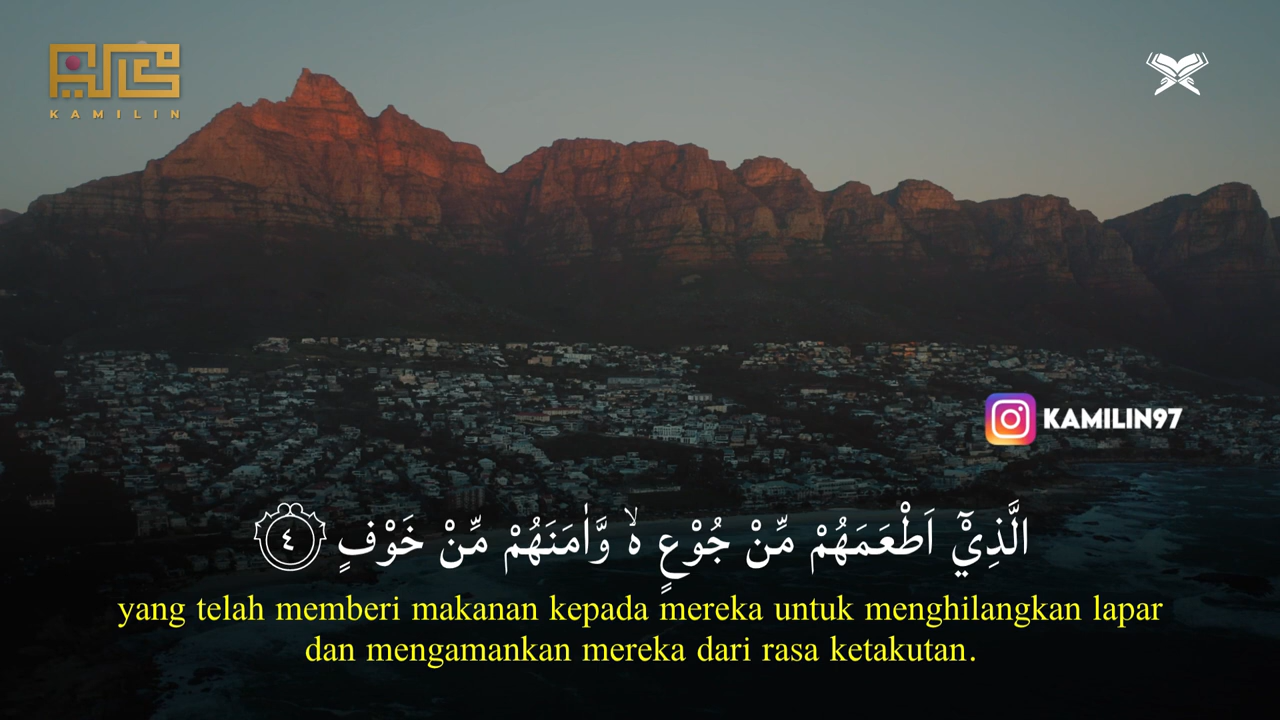 KAMILIN
KAMILIN97
الَّذِيْٓ اَطْعَمَهُمْ مِّنْ جُوْعٍ ەۙ وَّاٰمَنَهُمْ مِّنْ خَوْفٍ ٤
yang telah memberi makanan kepada mereka untuk menghilangkan lapar
dan mengamankan mereka dari rasa ketakutan.